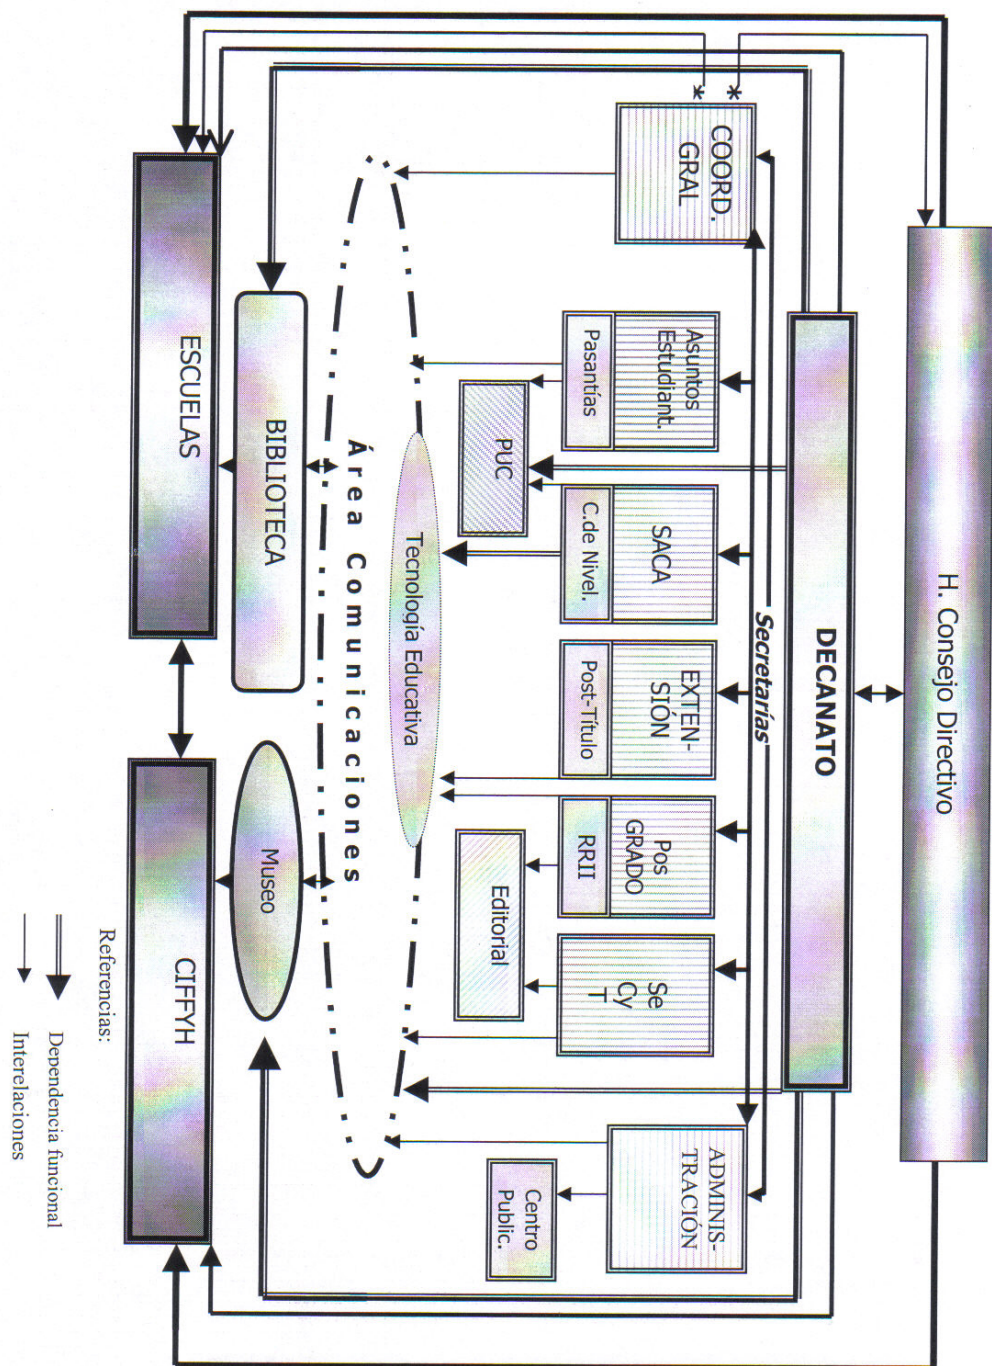 H. Consejo Directivo
DECANATO
Secretarías
*
*
COORD.
GRAL
Asuntos
Estudiant.
Pasantías
SACA
C.de Nivel.
EXTEN-
SIÓN
Post-Título
Pos
GRADO
RRII
Se
Cy
T
ADMINIS-
TRACIÓN
PUC
Editorial
Centro
Public.
Tecnología Educativa
Área Comunicaciones
BIBLIOTECA
Museo
ESCUELAS
CIFFYH
Referencias:
Dependencia funcional
Interelaciones